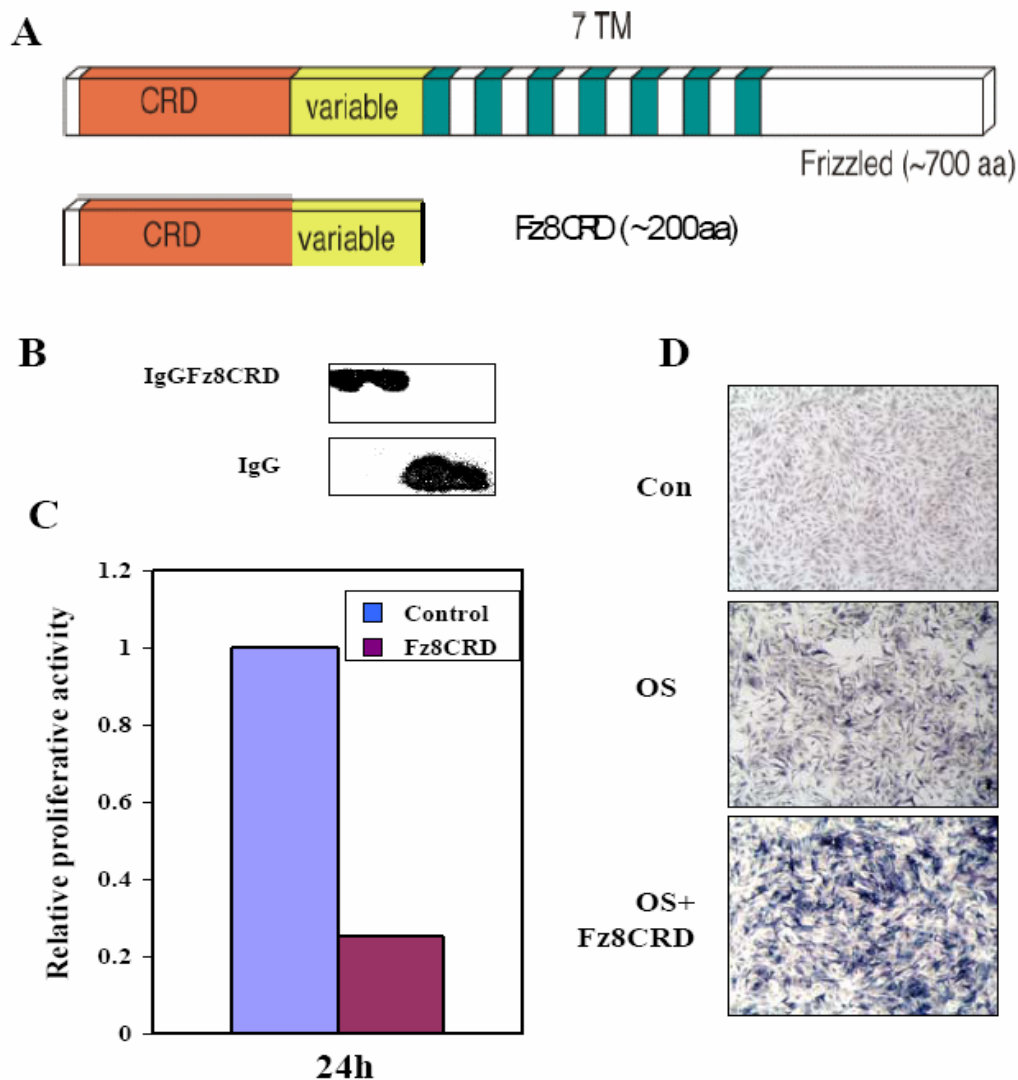 A
7 TM
CRD
variable
Frizzled (~700 aa)
CRD
variable
Fz8CRD (~200aa)
B
IgGFz8CRD
IgG
C
Relative proliferative activity
1.2
1
0.8
0.6
0.4
0.2
0
Control
Fz8CRD
24h
D
Con
OS
OS+
Fz8CRD